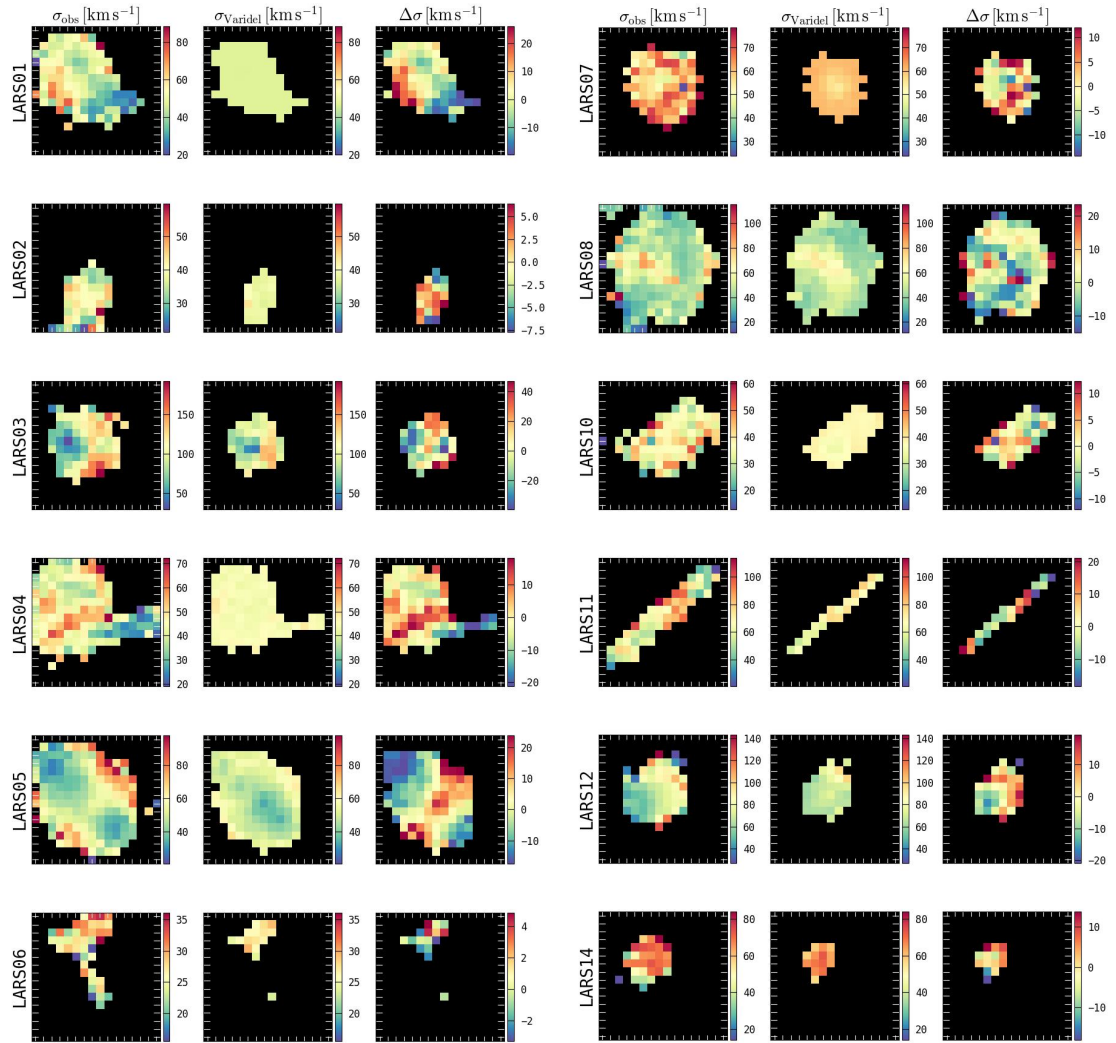 σobs [km s−1] σVaridel [km s−1] Δσ [km s−1] σobs [km s−1] σVaridel [km s−1] Δσ [km s−1]
LARS01 80 70 60 50 40 30 20 80 70 60 50 40 30 20 20 10 0 −10
LARS07 70 60 50 40 30 70 60 50 40 30 10 5 0 −5 −10
LARS02 50 40 30 50 40 30 5.0 2.5 0.0 −2.5 −5.0 −7.5
LARS08 100 80 60 40 20 100 80 60 40 20 20 10 0 −10
LARS03 150 100 50 150 100 50 40 20 0 −20
LARS10 60 50 40 30 20 60 50 40 30 20 10 5 0 −5 −10
LARS04 70 60 50 40 30 20 70 60 50 40 30 20 10 0 −10 −20
LARS11 100 80 60 40 100 80 60 40 20 10 0 −10
LARS05 80 60 40 80 60 40 20 10 0 −10
LARS12 140 120 100 80 60 40 140 120 100 80 60 40 10 0 −10 −20
LARS06 35 30 25 20 35 30 25 20 4 2 0 −2
LARS14 80 60 40 20 80 60 40 20 10 0 −10